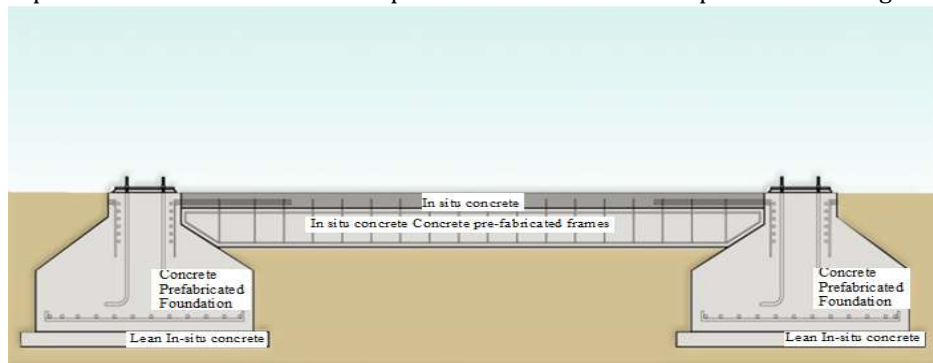 In situ concrete
In situ concrete Concrete pre-fabricated frames
Concrete
Prefabricated
Foundation
Concrete
Prefabricated
Foundation
Lean In-situ concrete
Lean In-situ concrete